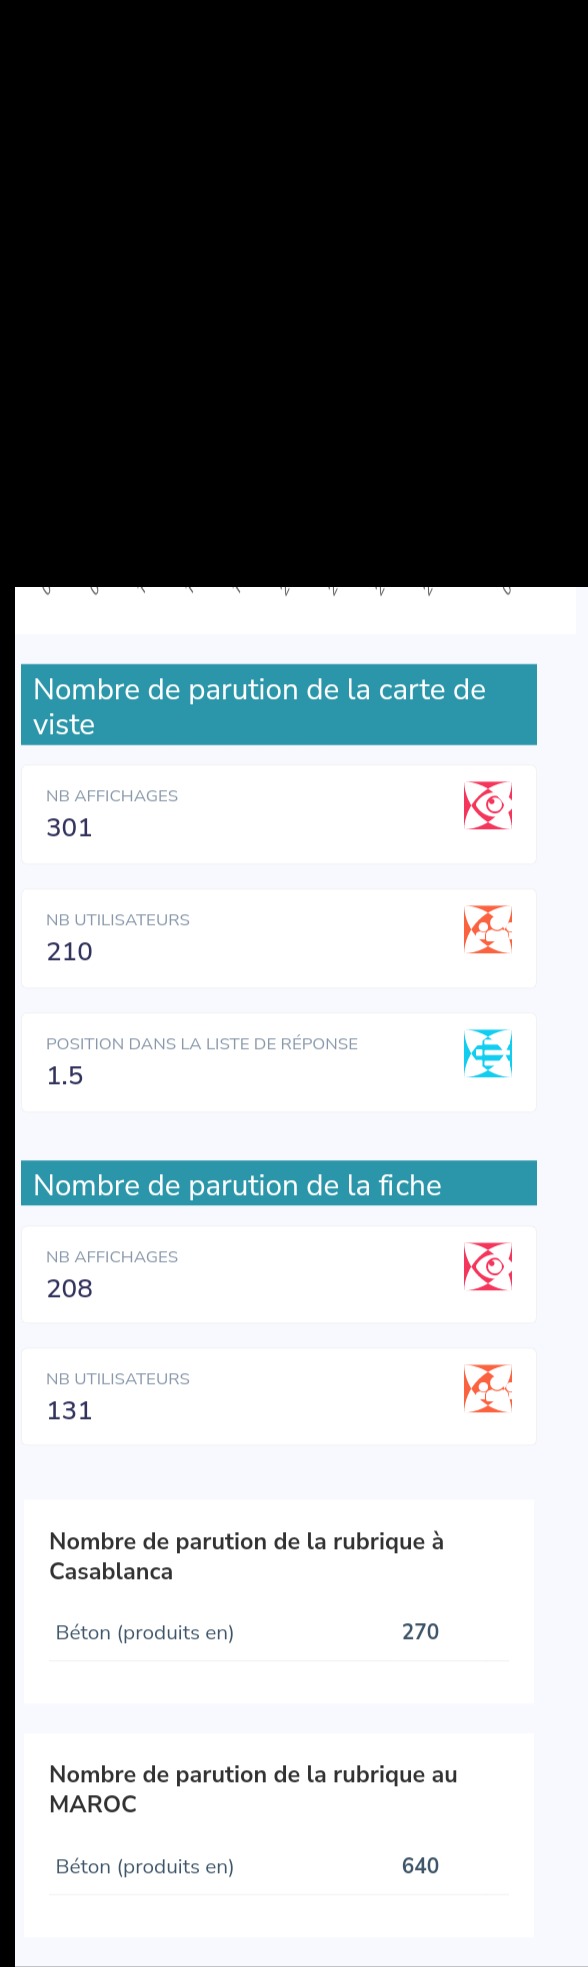 Nombre de parution de la carte de
viste
NB AFFICHAGES
301
NB UTILISATEURS
210
POSITION DANS LA LISTE DE RÉPONSE
1.5
Nombre de parution de la fiche
NB AFFICHAGES
208
NB UTILISATEURS
131
Nombre de parution de la rubrique à
Casablanca
Béton (produits en) 270
Nombre de parution de la rubrique au
MAROC
Béton (produits en) 640